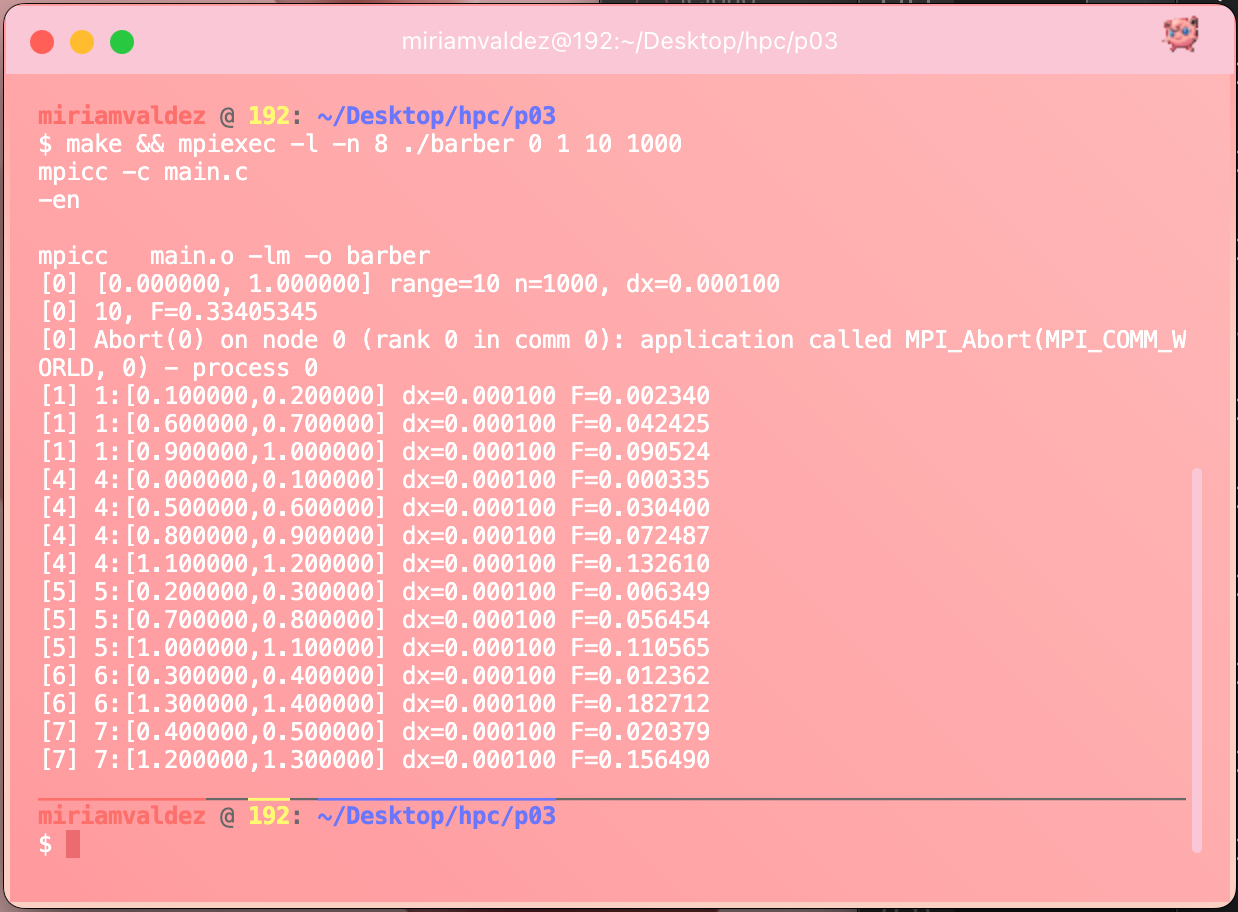 miriamvaldez@192:~/Desktop/hpc/p03
miriamvaldez @ 192: ~/Desktop/hpc/p03
$ make && mpiexec -l -n 8 ./barber 0 1 10 1000
mpicc -c main.c
-en
mpicc   main.o -lm -o barber
[0] [0.000000, 1.000000] range=10 n=1000, dx=0.000100
[0] 10, F=0.33405345
[0] Abort(0) on node 0 (rank 0 in comm 0): application called MPI_Abort(MPI_COMM_W
ORLD, 0) - process 0
[1] 1:[0.100000,0.200000] dx=0.000100 F=0.002340
[1] 1:[0.600000,0.700000] dx=0.000100 F=0.042425
[1] 1:[0.900000,1.000000] dx=0.000100 F=0.090524
[4] 4:[0.000000,0.100000] dx=0.000100 F=0.000335
[4] 4:[0.500000,0.600000] dx=0.000100 F=0.030400
[4] 4:[0.800000,0.900000] dx=0.000100 F=0.072487
[4] 4:[1.100000,1.200000] dx=0.000100 F=0.132610
[5] 5:[0.200000,0.300000] dx=0.000100 F=0.006349
[5] 5:[0.700000,0.800000] dx=0.000100 F=0.056454
[5] 5:[1.000000,1.100000] dx=0.000100 F=0.110565
[6] 6:[0.300000,0.400000] dx=0.000100 F=0.012362
[6] 6:[1.300000,1.400000] dx=0.000100 F=0.182712
[7] 7:[0.400000,0.500000] dx=0.000100 F=0.020379
[7] 7:[1.200000,1.300000] dx=0.000100 F=0.156490
miriamvaldez @ 192: ~/Desktop/hpc/p03
$